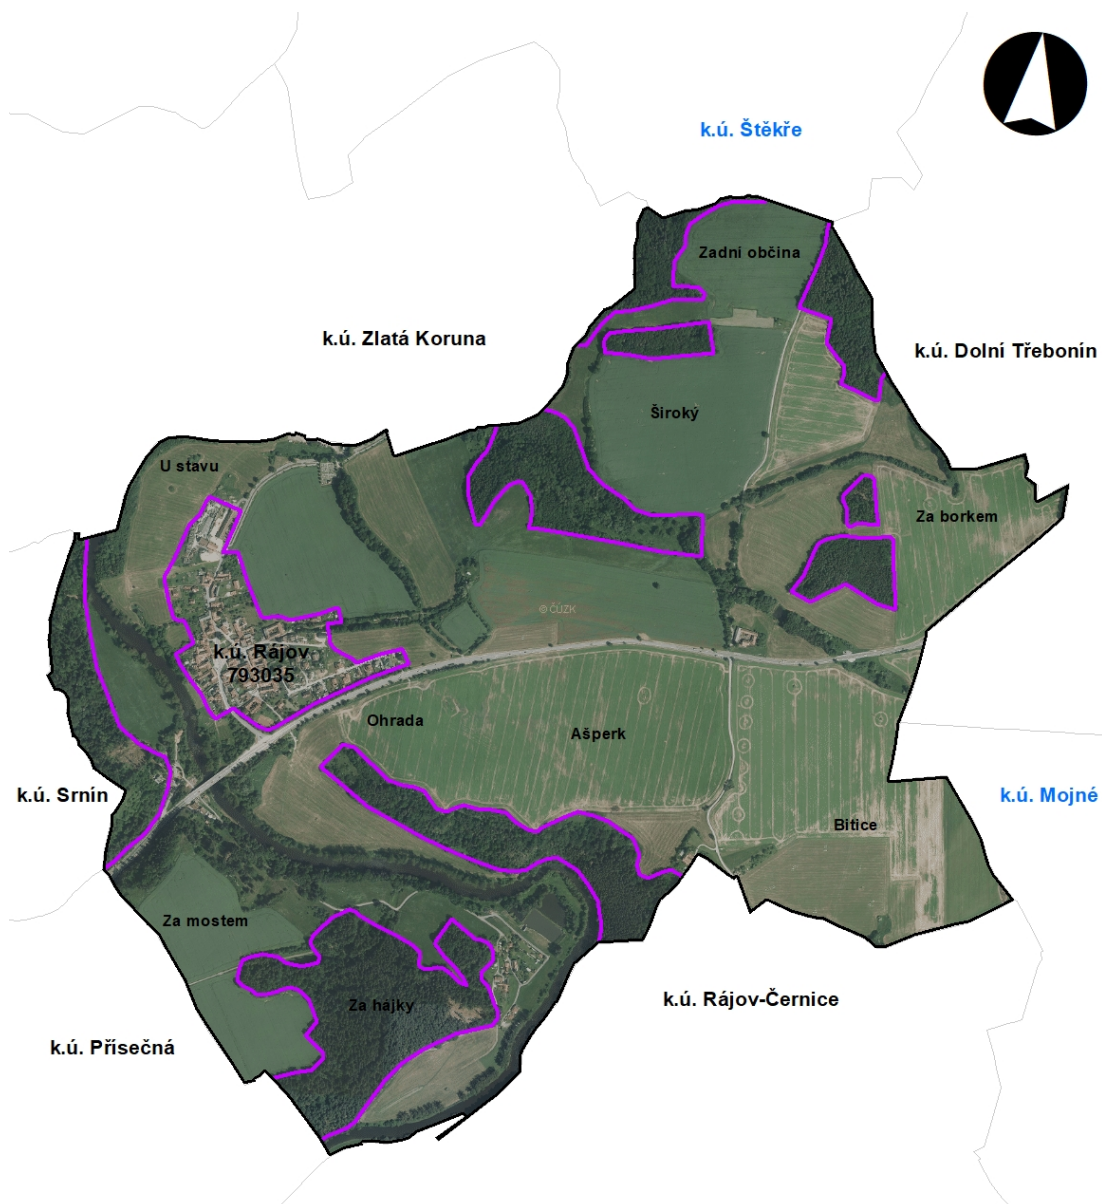 k.ú. Štěkře
Zadní občina
k.ú. Zlatá Koruna
k.ú. Dolní Třebonín
Široký
U stavu
Za borkem
© ČÚZK
k.ú. Rájov
793035
Ohrada
Ašperk
k.ú. Srnín
k.ú. Mojné
Bitice
Za mostem
k.ú. Rájov-Černice
Za hájky
k.ú. Přísečná